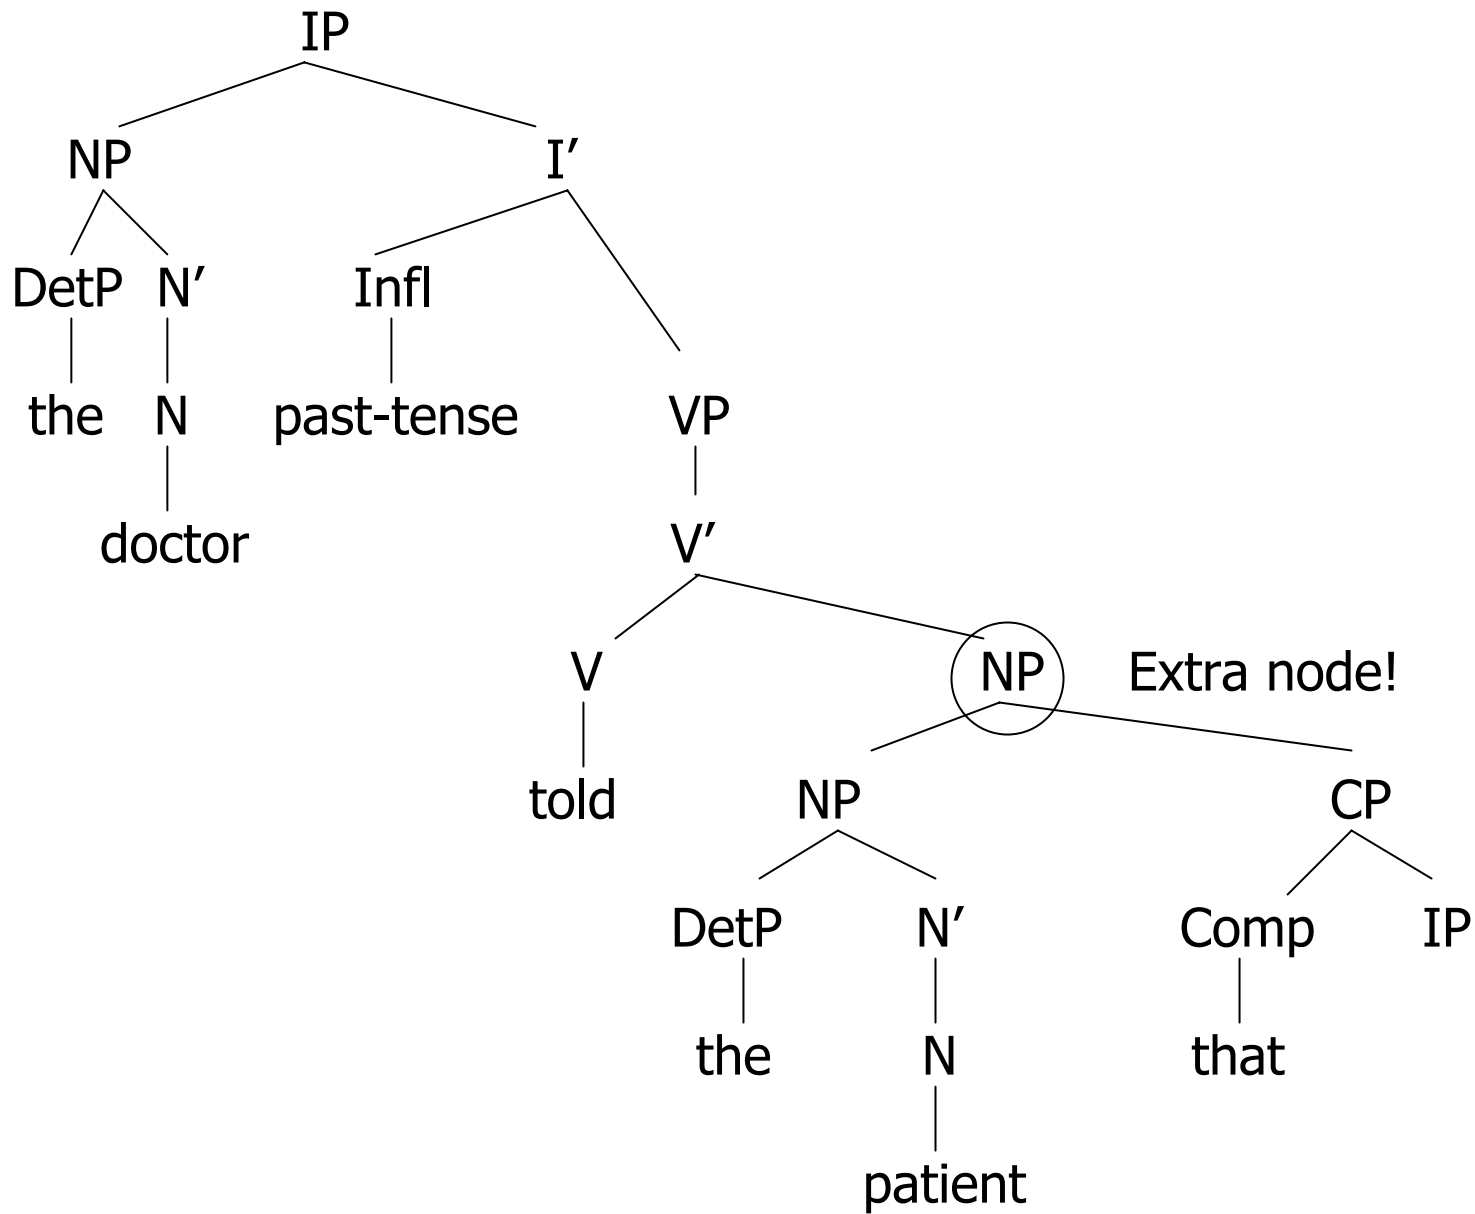 IP
NP I′
DetP N′ Infl
the N past-tense VP
doctor V′
V NP Extra node!
told NP CP
DetP N′ Comp IP
the N that
patient